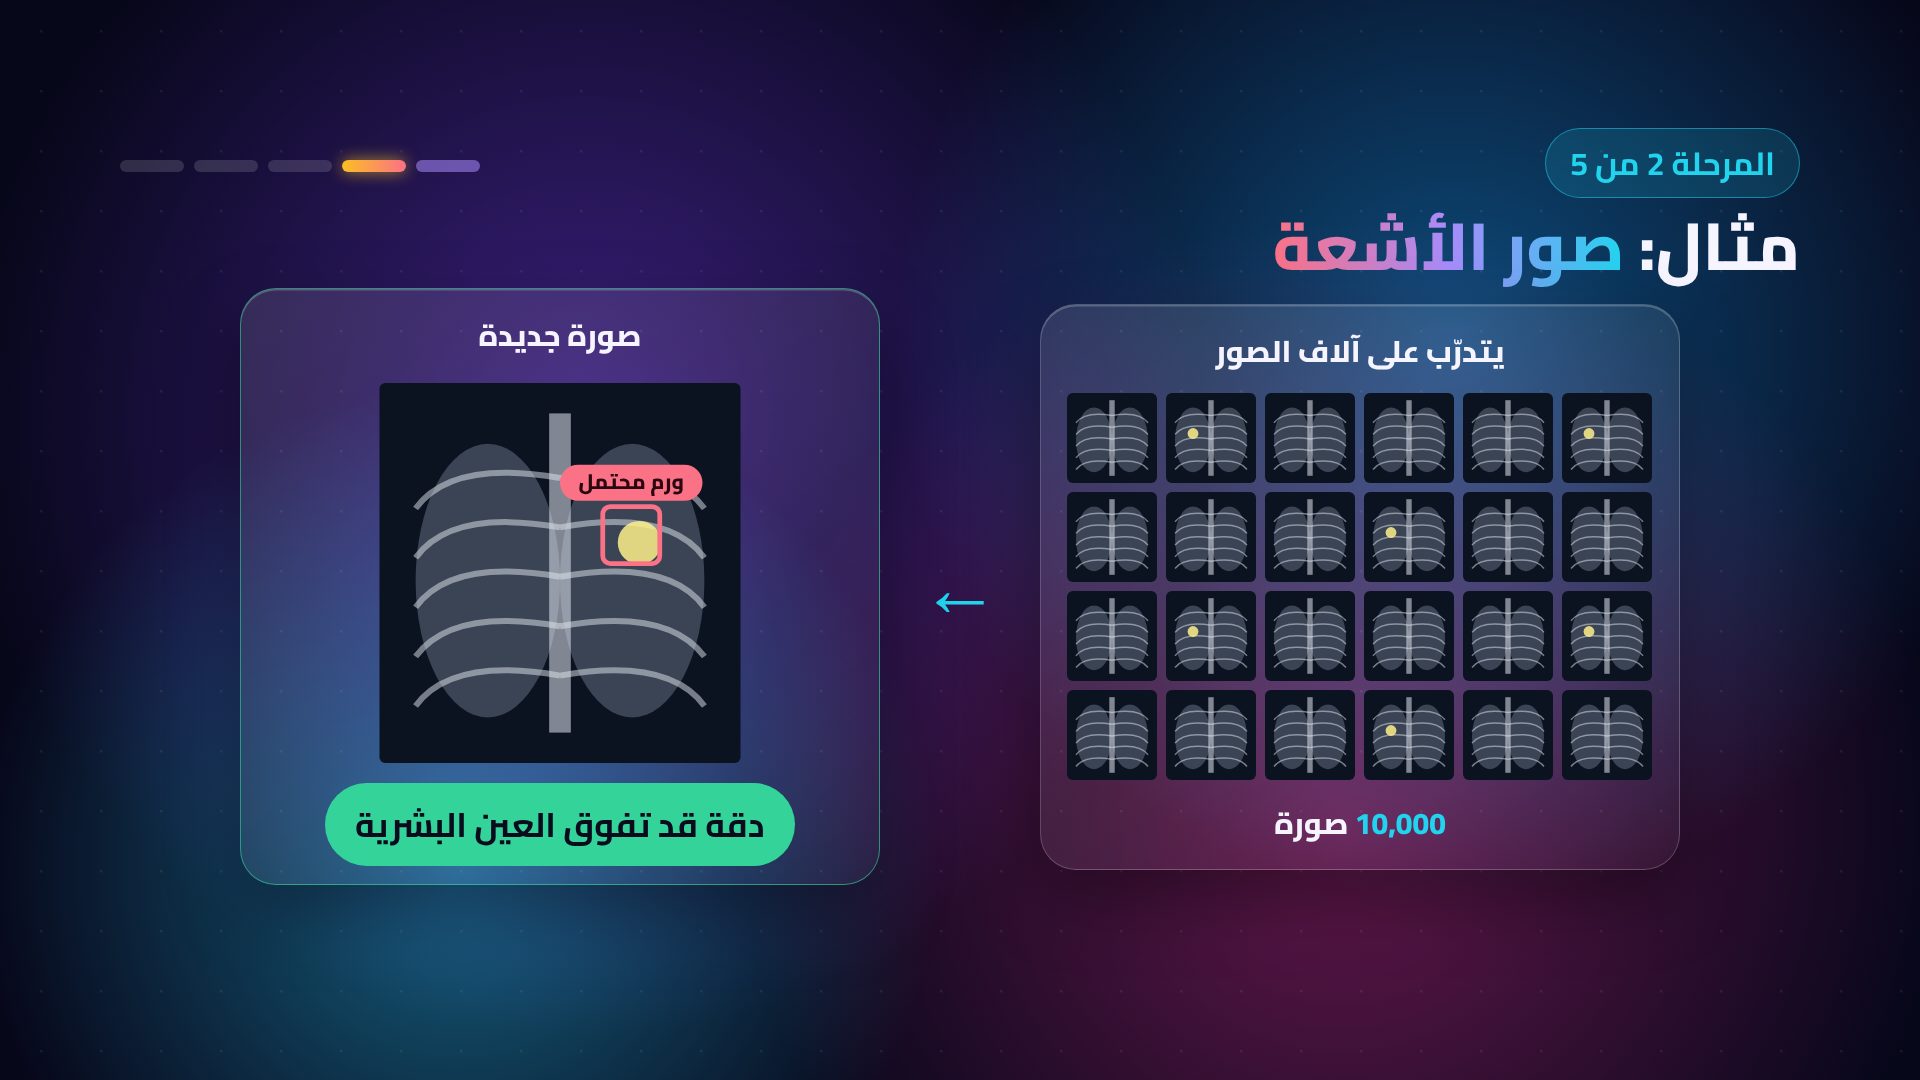 المرحلة 2 من 5
مثال: صور الأشعة
يتدرّب على آلاف الصور
10,000 صورة
←
صورة جديدة
ورم محتمل
دقة قد تفوق العين البشرية